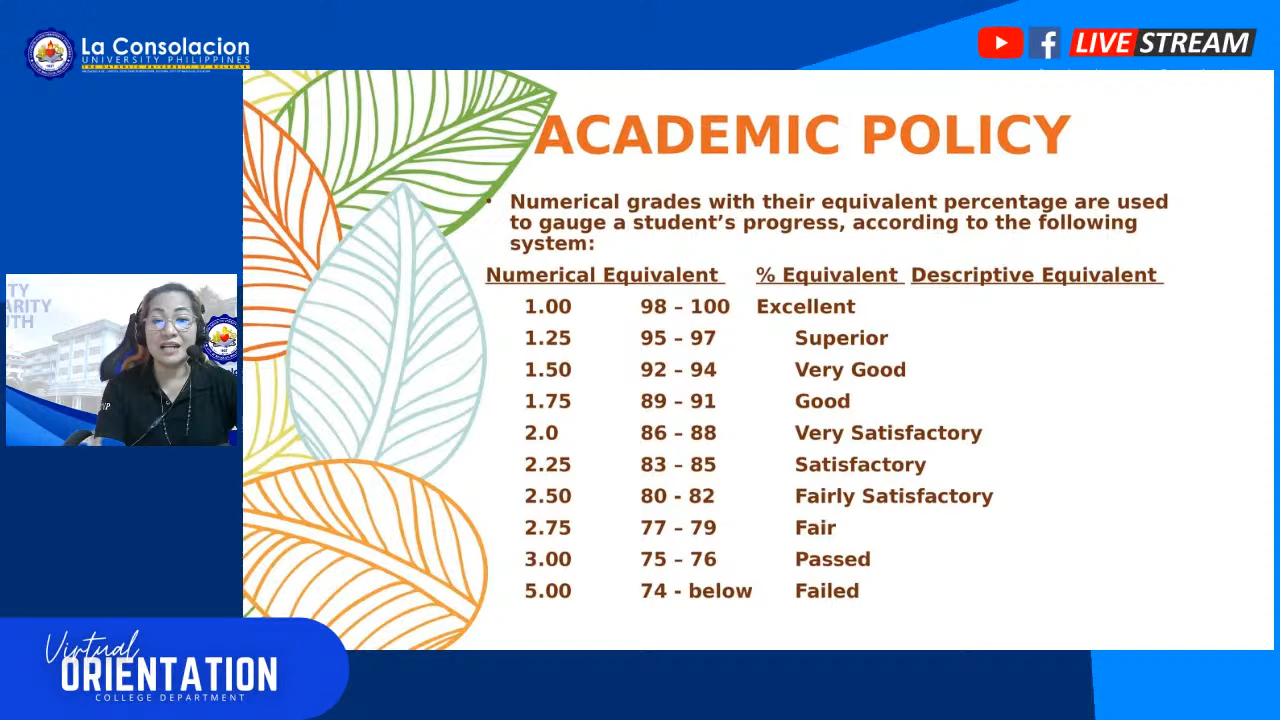 La Consolacion
UNIVERSITY PHILIPPINES
LIVE STREAM
ACADEMIC POLICY
• Numerical grades with their equivalent percentage are used
to gauge a student’s progress, according to the following
system:
Numerical Equivalent % Equivalent Descriptive Equivalent
1.00 98 – 100 Excellent
1.25 95 – 97 Superior
1.50 92 – 94 Very Good
1.75 89 – 91 Good
2.0 86 – 88 Very Satisfactory
2.25 83 – 85 Satisfactory
2.50 80 - 82 Fairly Satisfactory
2.75 77 – 79 Fair
3.00 75 – 76 Passed
5.00 74 - below Failed
Virtual
ORIENTATION
COLLEGE DEPARTMENT